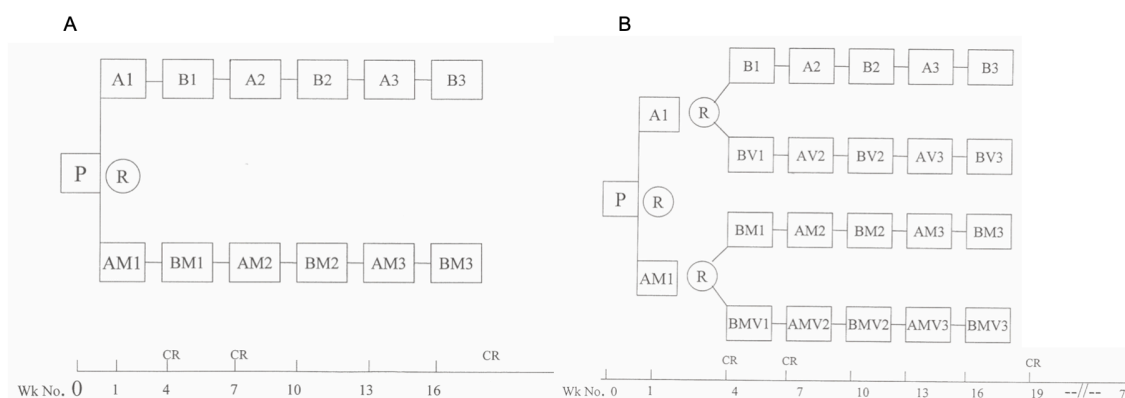 A
A1 B1 A2 B2 A3 B3
P R
AM1 BM1 AM2 BM2 AM3 BM3
CR CR CR
Wk No. 0 1 4 7 10 13 16
B
B1 A2 B2 A3 B3
A1 R
BV1 AV2 BV2 AV3 BV3
P R
BM1 AM2 BM2 AM3 BM3
AM1 R
BMV1 AMV2 BMV2 AMV3 BMV3
CR CR CR
Wk No. 0 1 4 7 10 13 16 19 --//-- 7